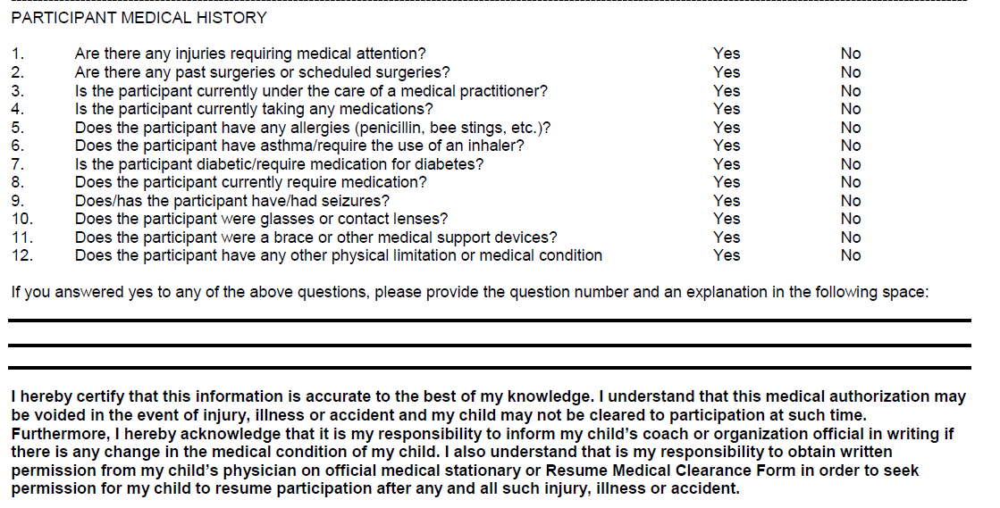 PARTICIPANT MEDICAL HISTORY
1. Are there any injuries requiring medical attention? Yes No
2. Are there any past surgeries or scheduled surgeries? Yes No
3. Is the participant currently under the care of a medical practitioner? Yes No
4. Is the participant currently taking any medications? Yes No
5. Does the participant have any allergies (penicillin, bee stings, etc.)? Yes No
6. Does the participant have asthma/require the use of an inhaler? Yes No
7. Is the participant diabetic/require medication for diabetes? Yes No
8. Does the participant currently require medication? Yes No
9. Does/has the participant have/had seizures? Yes No
10. Does the participant were glasses or contact lenses? Yes No
11. Does the participant were a brace or other medical support devices? Yes No
12. Does the participant have any other physical limitation or medical condition Yes No
If you answered yes to any of the above questions, please provide the question number and an explanation in the following space:
I hereby certify that this information is accurate to the best of my knowledge. I understand that this medical authorization may
be voided in the event of injury, illness or accident and my child may not be cleared to participation at such time.
Furthermore, I hereby acknowledge that it is my responsibility to inform my child's coach or organization official in writing if
there is any change in the medical condition of my child. I also understand that is my responsibility to obtain written
permission from my child's physician on official medical stationary or Resume Medical Clearance Form in order to seek
permission for my child to resume participation after any and all such injury, illness or accident.